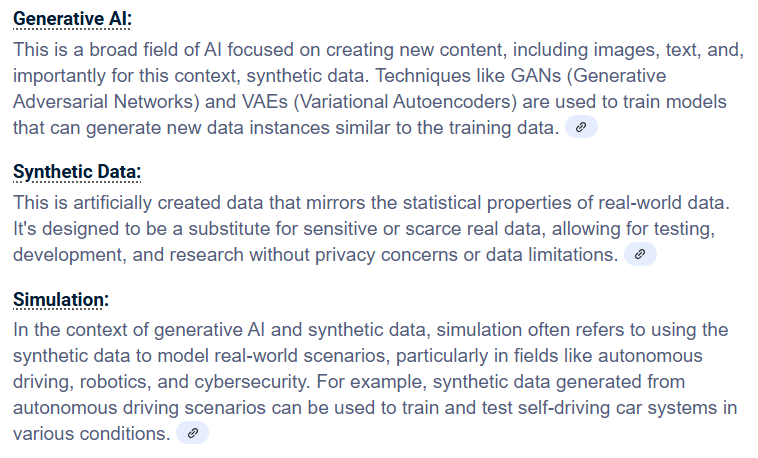 Generative AI:
This is a broad field of AI focused on creating new content, including images, text, and,
importantly for this context, synthetic data. Techniques like GANs (Generative
Adversarial Networks) and VAEs (Variational Autoencoders) are used to train models
that can generate new data instances similar to the training data.
Synthetic Data:
This is artificially created data that mirrors the statistical properties of real-world data.
It's designed to be a substitute for sensitive or scarce real data, allowing for testing,
development, and research without privacy concerns or data limitations.
Simulation:
In the context of generative AI and synthetic data, simulation often refers to using the
synthetic data to model real-world scenarios, particularly in fields like autonomous
driving, robotics, and cybersecurity. For example, synthetic data generated from
autonomous driving scenarios can be used to train and test self-driving car systems in
various conditions.